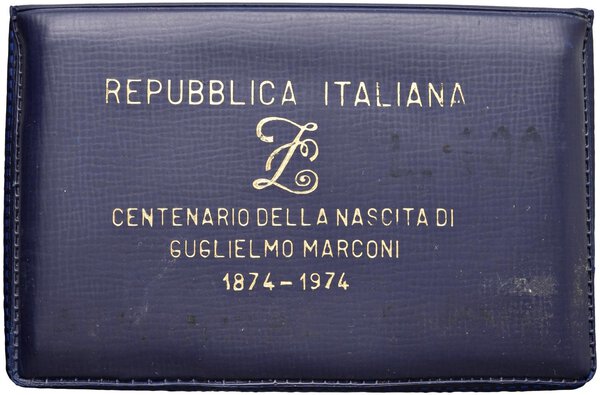 REPUBBLICA ITALIANA
CENTENARIO DELLA NASCITA DI
GUGLIELMO MARCONI
1874-1974